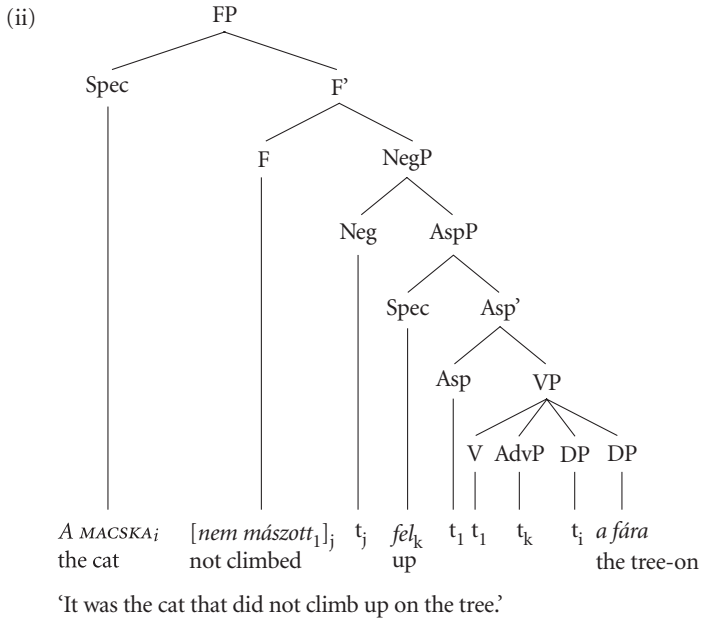 (ii) FP
Spec F’
F NegP
Neg AspP
Spec Asp’
Asp VP
V AdvP DP DP
A MACSKAi [nem mászott1]j tj felk t1 t1 tk ti a fára
the cat not climbed up the tree-on
‘It was the cat that did not climb up on the tree.’